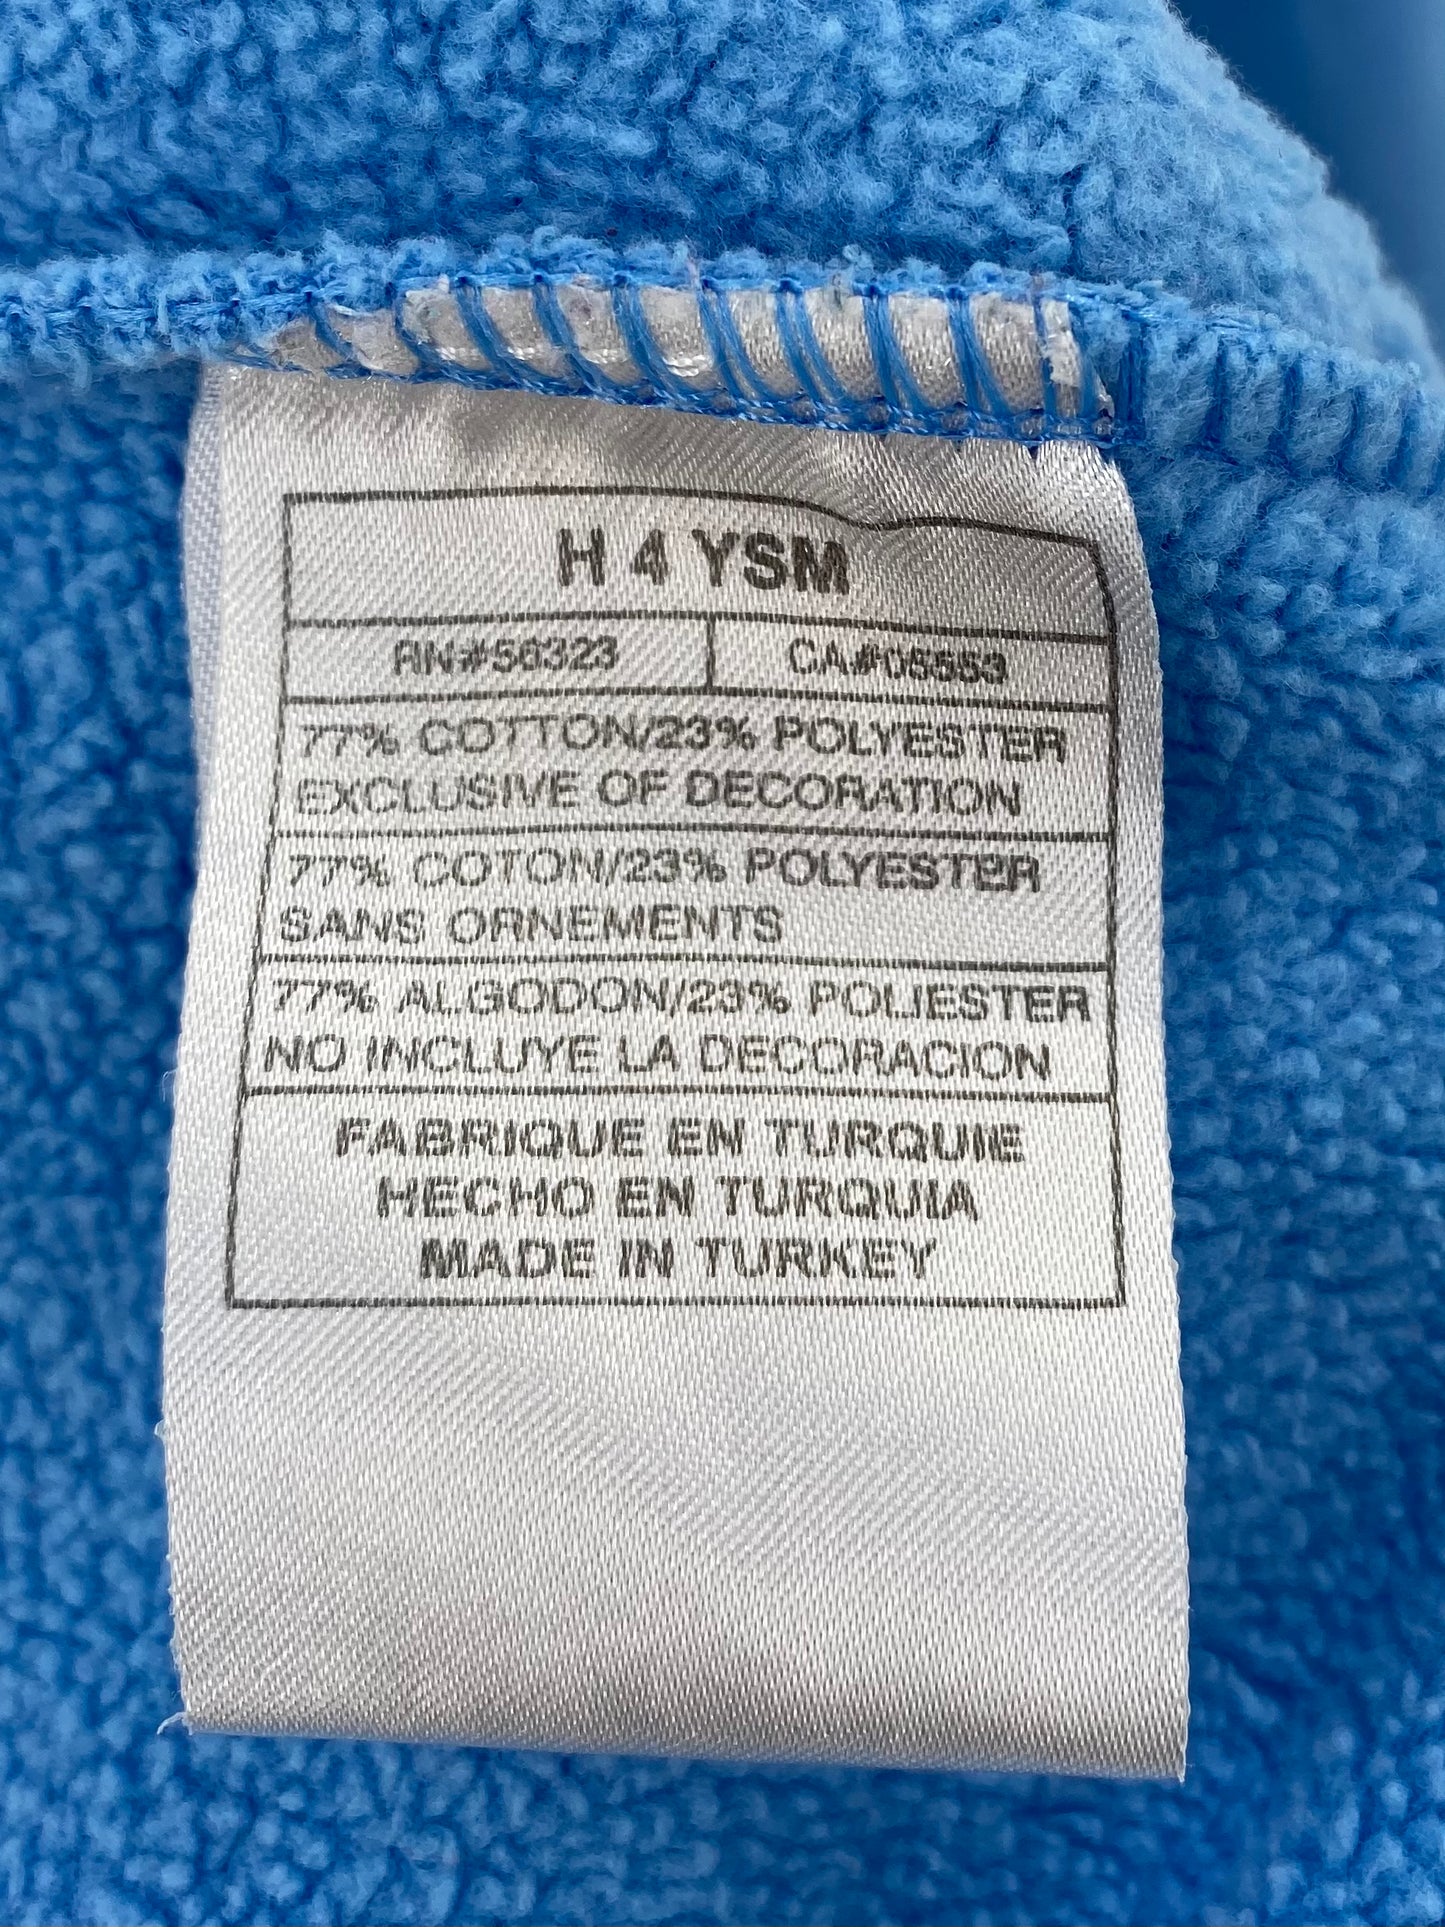 H 4 YSM
RN#56323 CA#05553
77% COTTON/23% POLYESTER
EXCLUSIVE OF DECORATION
77% COTON/23% POLYESTER
SANS ORNEMENTS
77% ALGODON/23% POLIESTER
NO INCLUYE LA DECORACION
FABRIQUE EN TURQUIE
HECHO EN TURQUIA
MADE IN TURKEY